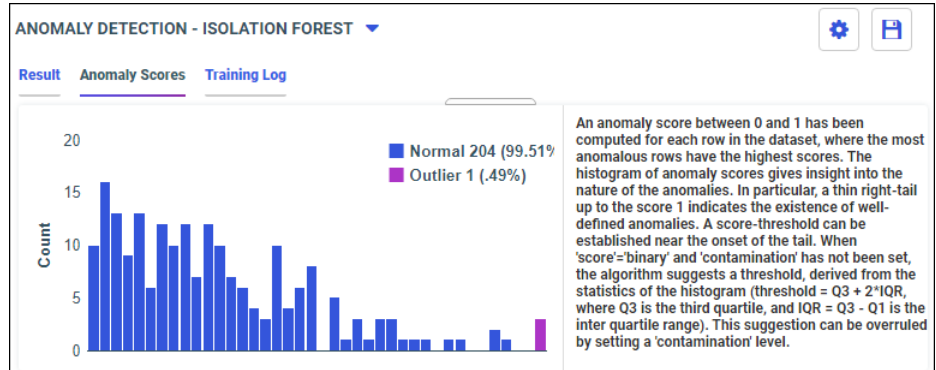 ANOMALY DETECTION - ISOLATION FOREST
Result Anomaly Scores Training Log
20
15
10
5
0
Count
Normal 204 (99.51%
Outlier 1 (.49%)
An anomaly score between 0 and 1 has been
computed for each row in the dataset, where the most
anomalous rows have the highest scores. The
histogram of anomaly scores gives insight into the
nature of the anomalies. In particular, a thin right-tail
up to the score 1 indicates the existence of well-
defined anomalies. A score-threshold can be
established near the onset of the tail. When
'score'='binary' and 'contamination' has not been set,
the algorithm suggests a threshold, derived from the
statistics of the histogram (threshold = Q3 + 2*IQR,
where Q3 is the third quartile, and IQR = Q3 - Q1 is the
inter quartile range). This suggestion can be overruled
by setting a 'contamination' level.